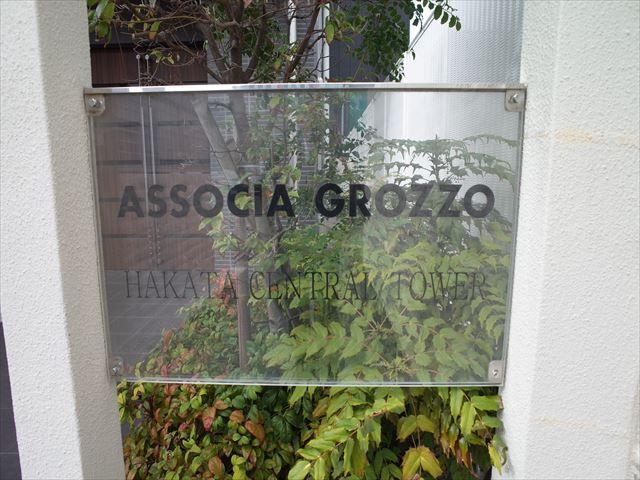 ASSOCIA GROZZO
HAKATA CENTRAL TOWER